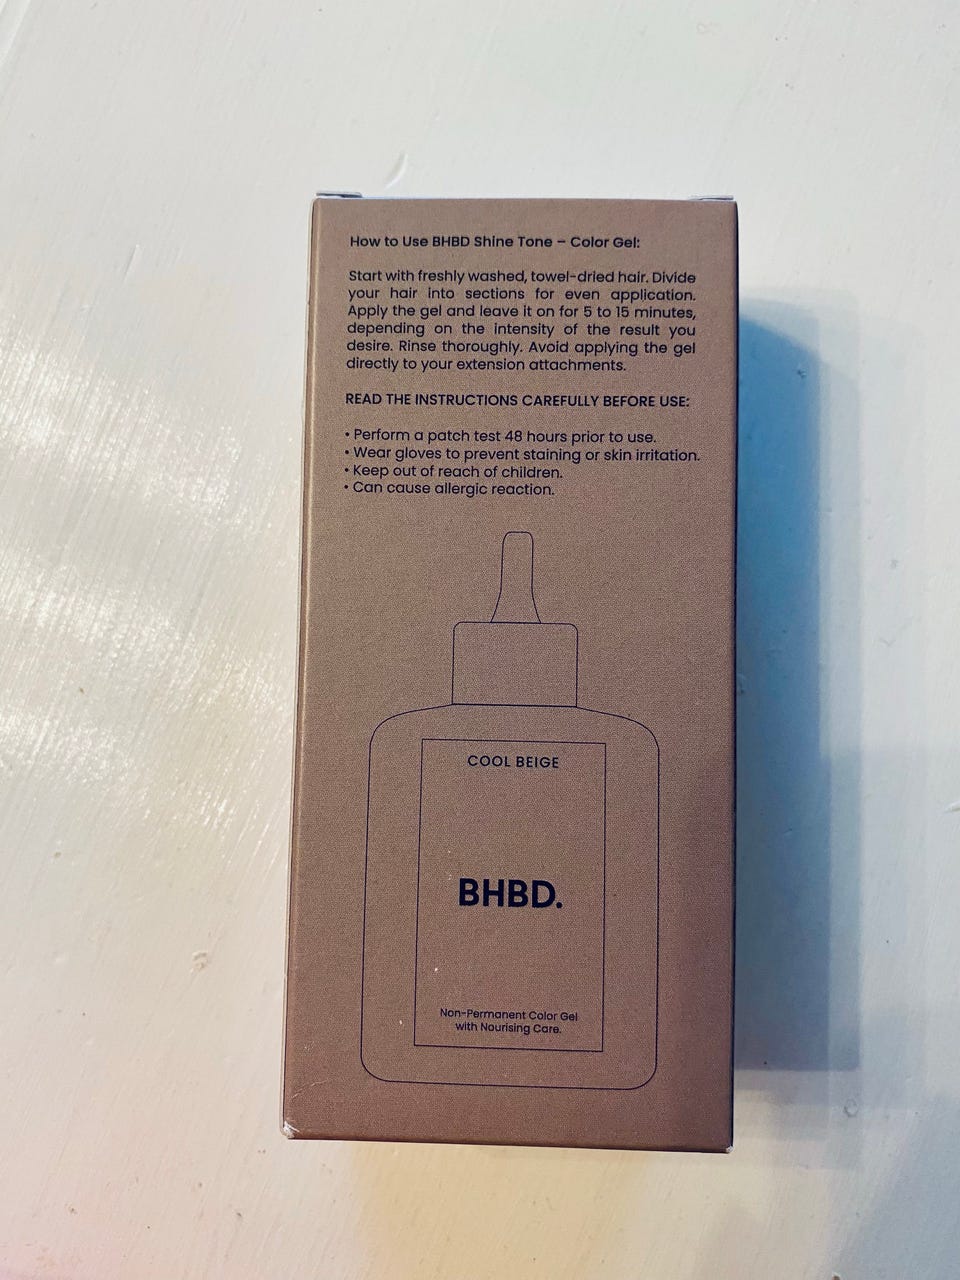 How to Use BHBD Shine Tone – Color Gel:
Start with freshly washed, towel-dried hair. Divide
your hair into sections for even application.
Apply the gel and leave it on for 5 to 15 minutes,
depending on the intensity of the result you
desire. Rinse thoroughly. Avoid applying the gel
directly to your extension attachments.
READ THE INSTRUCTIONS CAREFULLY BEFORE USE:
• Perform a patch test 48 hours prior to use.
• Wear gloves to prevent staining or skin irritation.
• Keep out of reach of children.
• Can cause allergic reaction.
COOL BEIGE
BHBD.
Non-Permanent Color Gel
with Nourising Care.